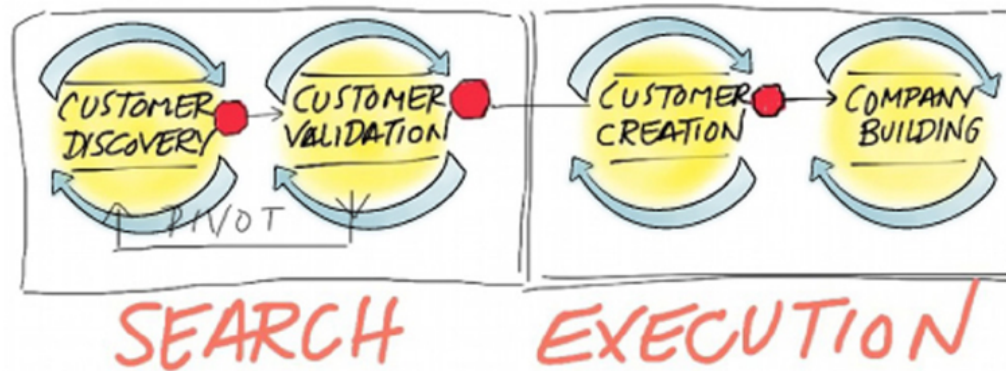 CUSTOMER
DISCOVERY
CUSTOMER
VALIDATION
CUSTOMER
CREATION
COMPANY
BUILDING
PIVOT
SEARCH
EXECUTION